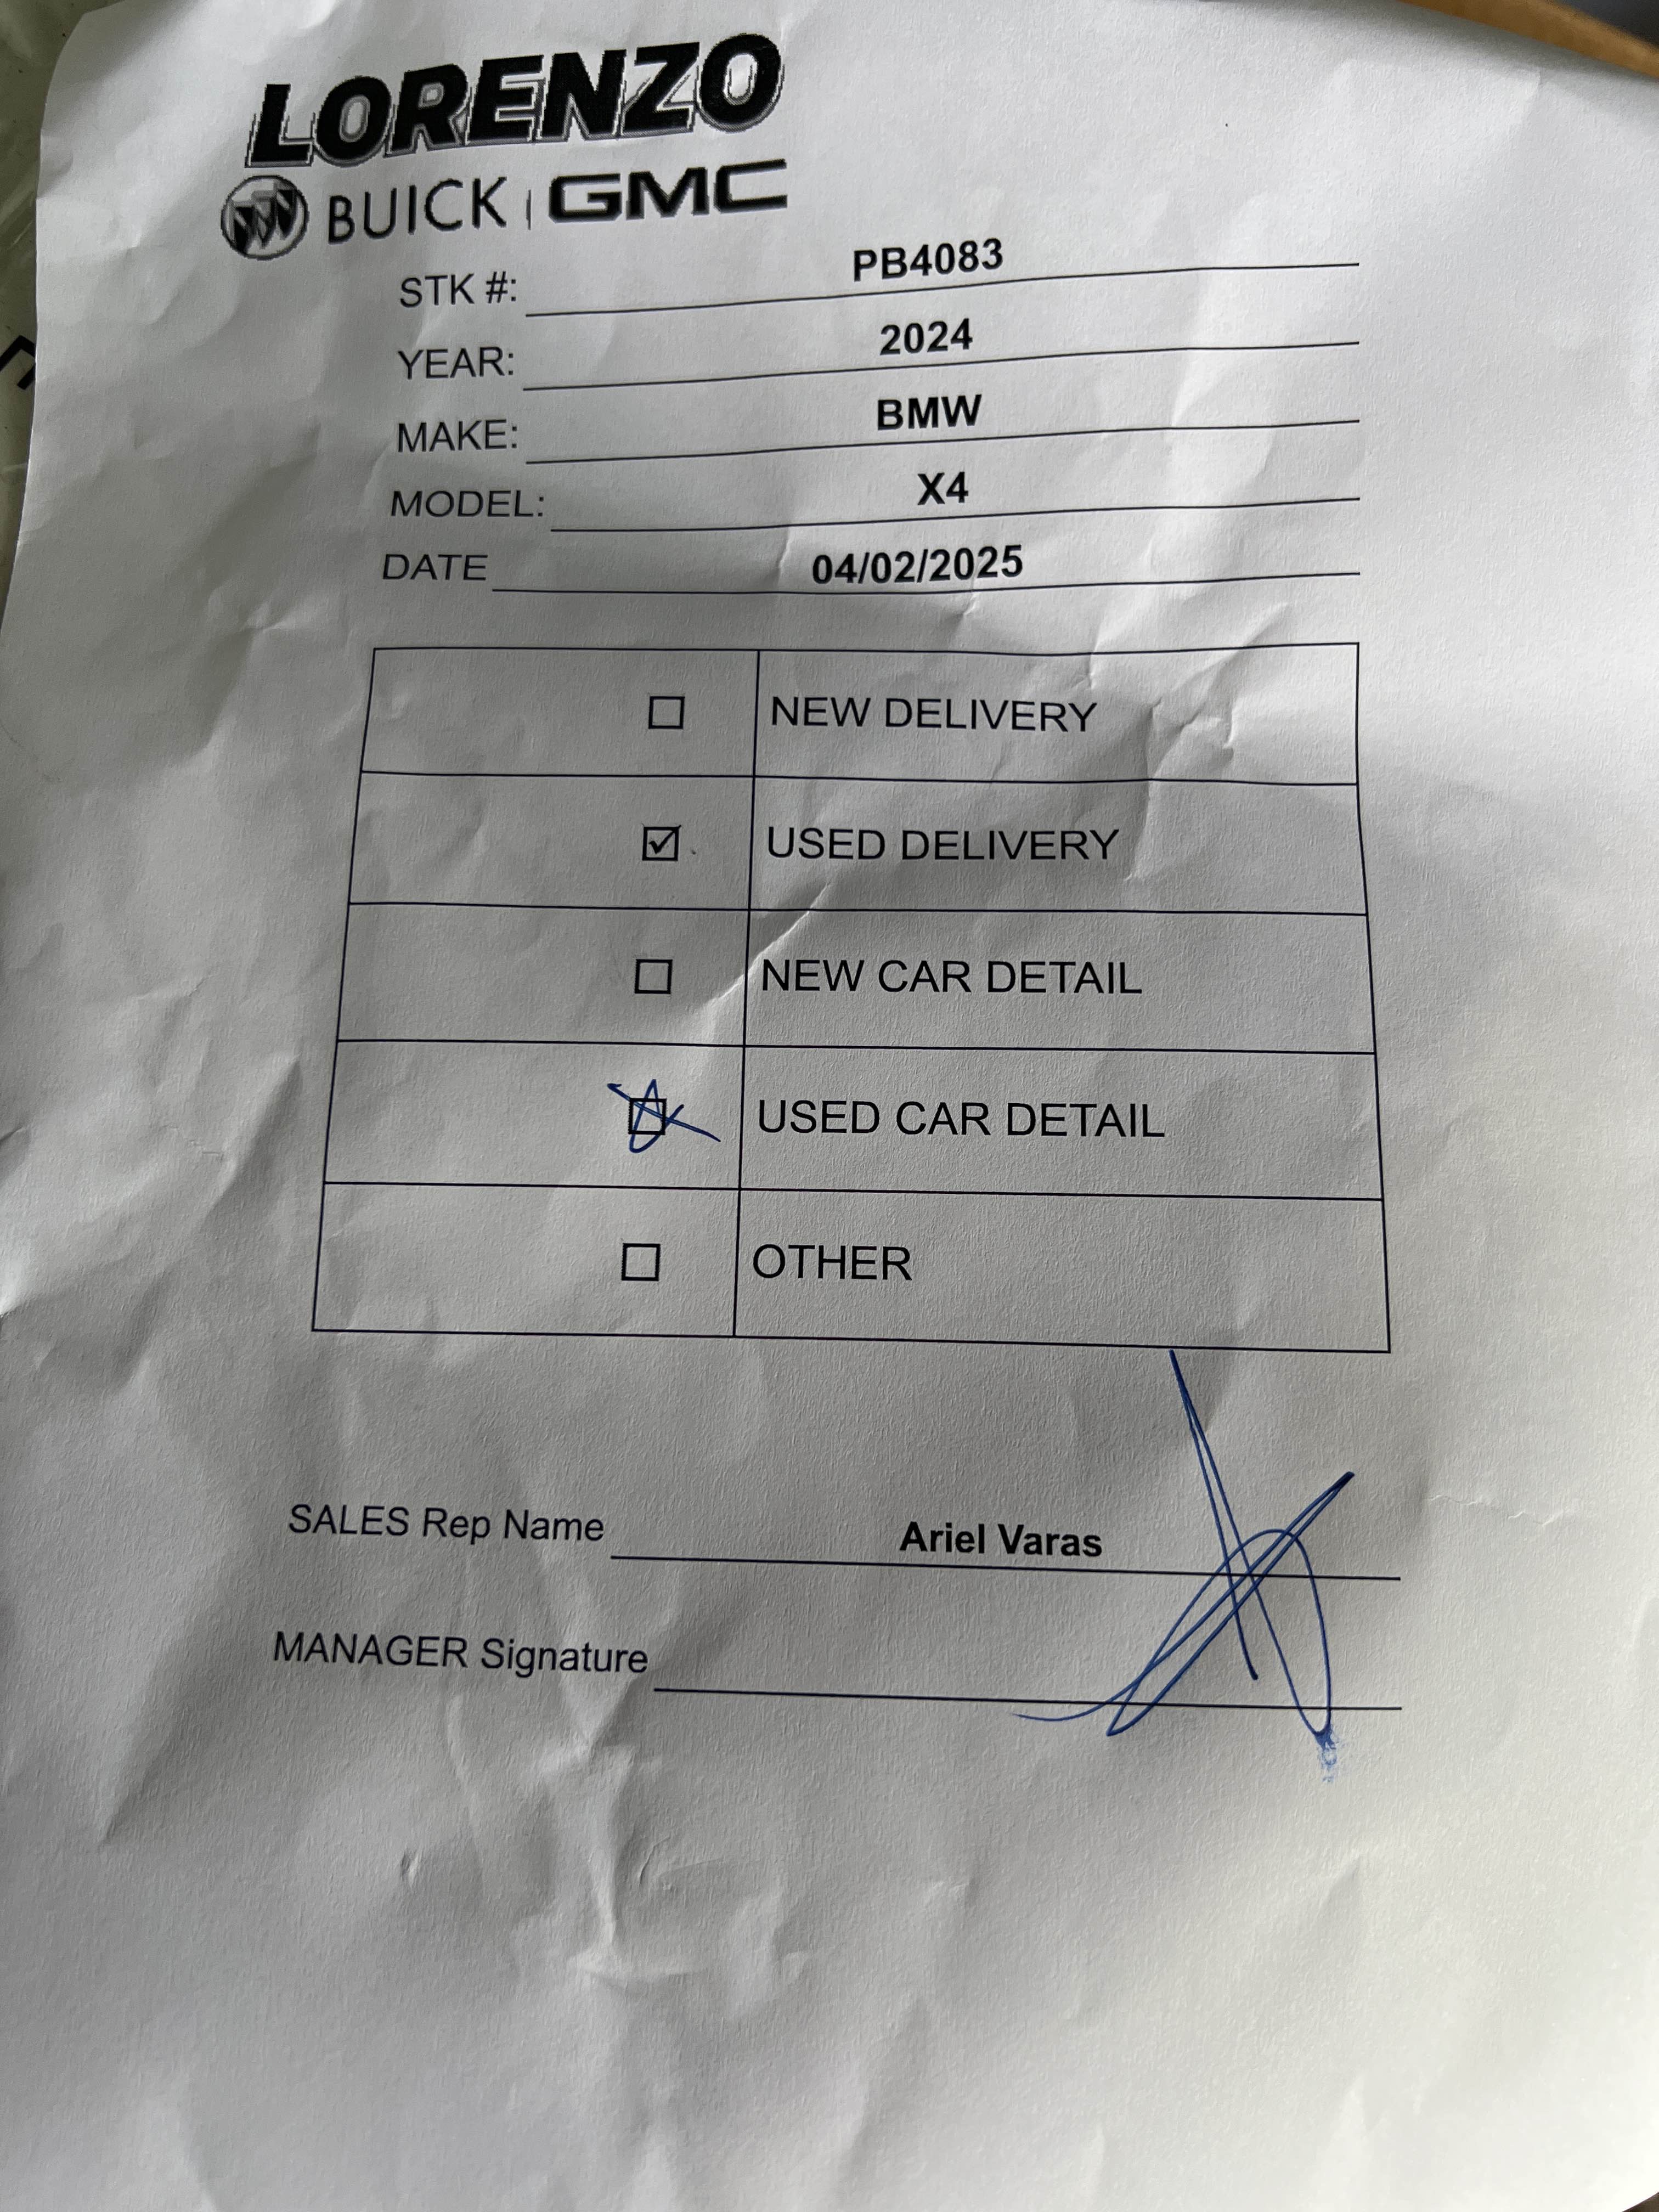 LORENZO
BUICK | GMC
STK #: PB4083
YEAR: 2024
MAKE: BMW
MODEL: X4
DATE 04/02/2025
☐ NEW DELIVERY
☑ USED DELIVERY
☐ NEW CAR DETAIL
☒ USED CAR DETAIL
☐ OTHER
SALES Rep Name Ariel Varas
MANAGER Signature